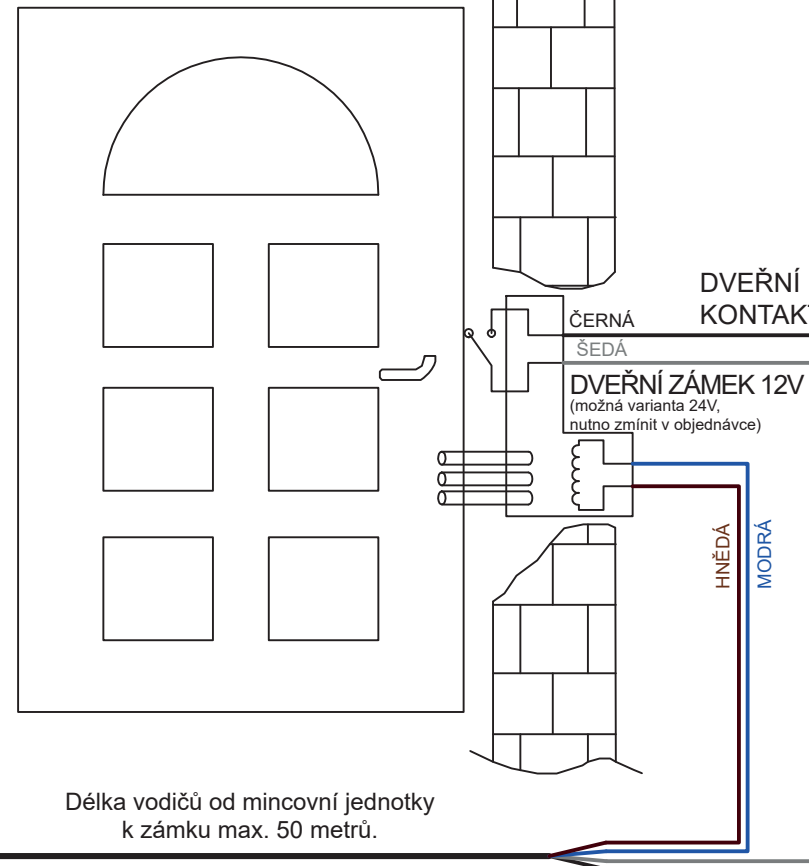 DVEŘNÍ
KONTAKT
ČERNÁ
ŠEDÁ
DVEŘNÍ ZÁMEK 12V
(možná varianta 24V,
nutno zmínit v objednávce)
HNĚDÁ
MODRÁ
Délka vodičů od mincovní jednotky
k zámku max. 50 metrů.